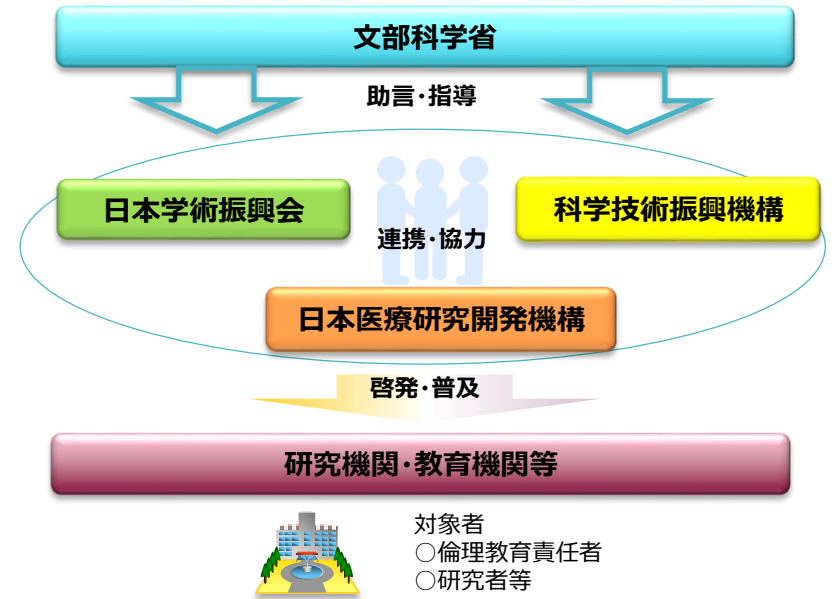 文部科学省
助言・指導
日本学術振興会
科学技術振興機構
連携・協力
日本医療研究開発機構
啓発・普及
研究機関・教育機関等
対象者
○倫理教育責任者
○研究者等